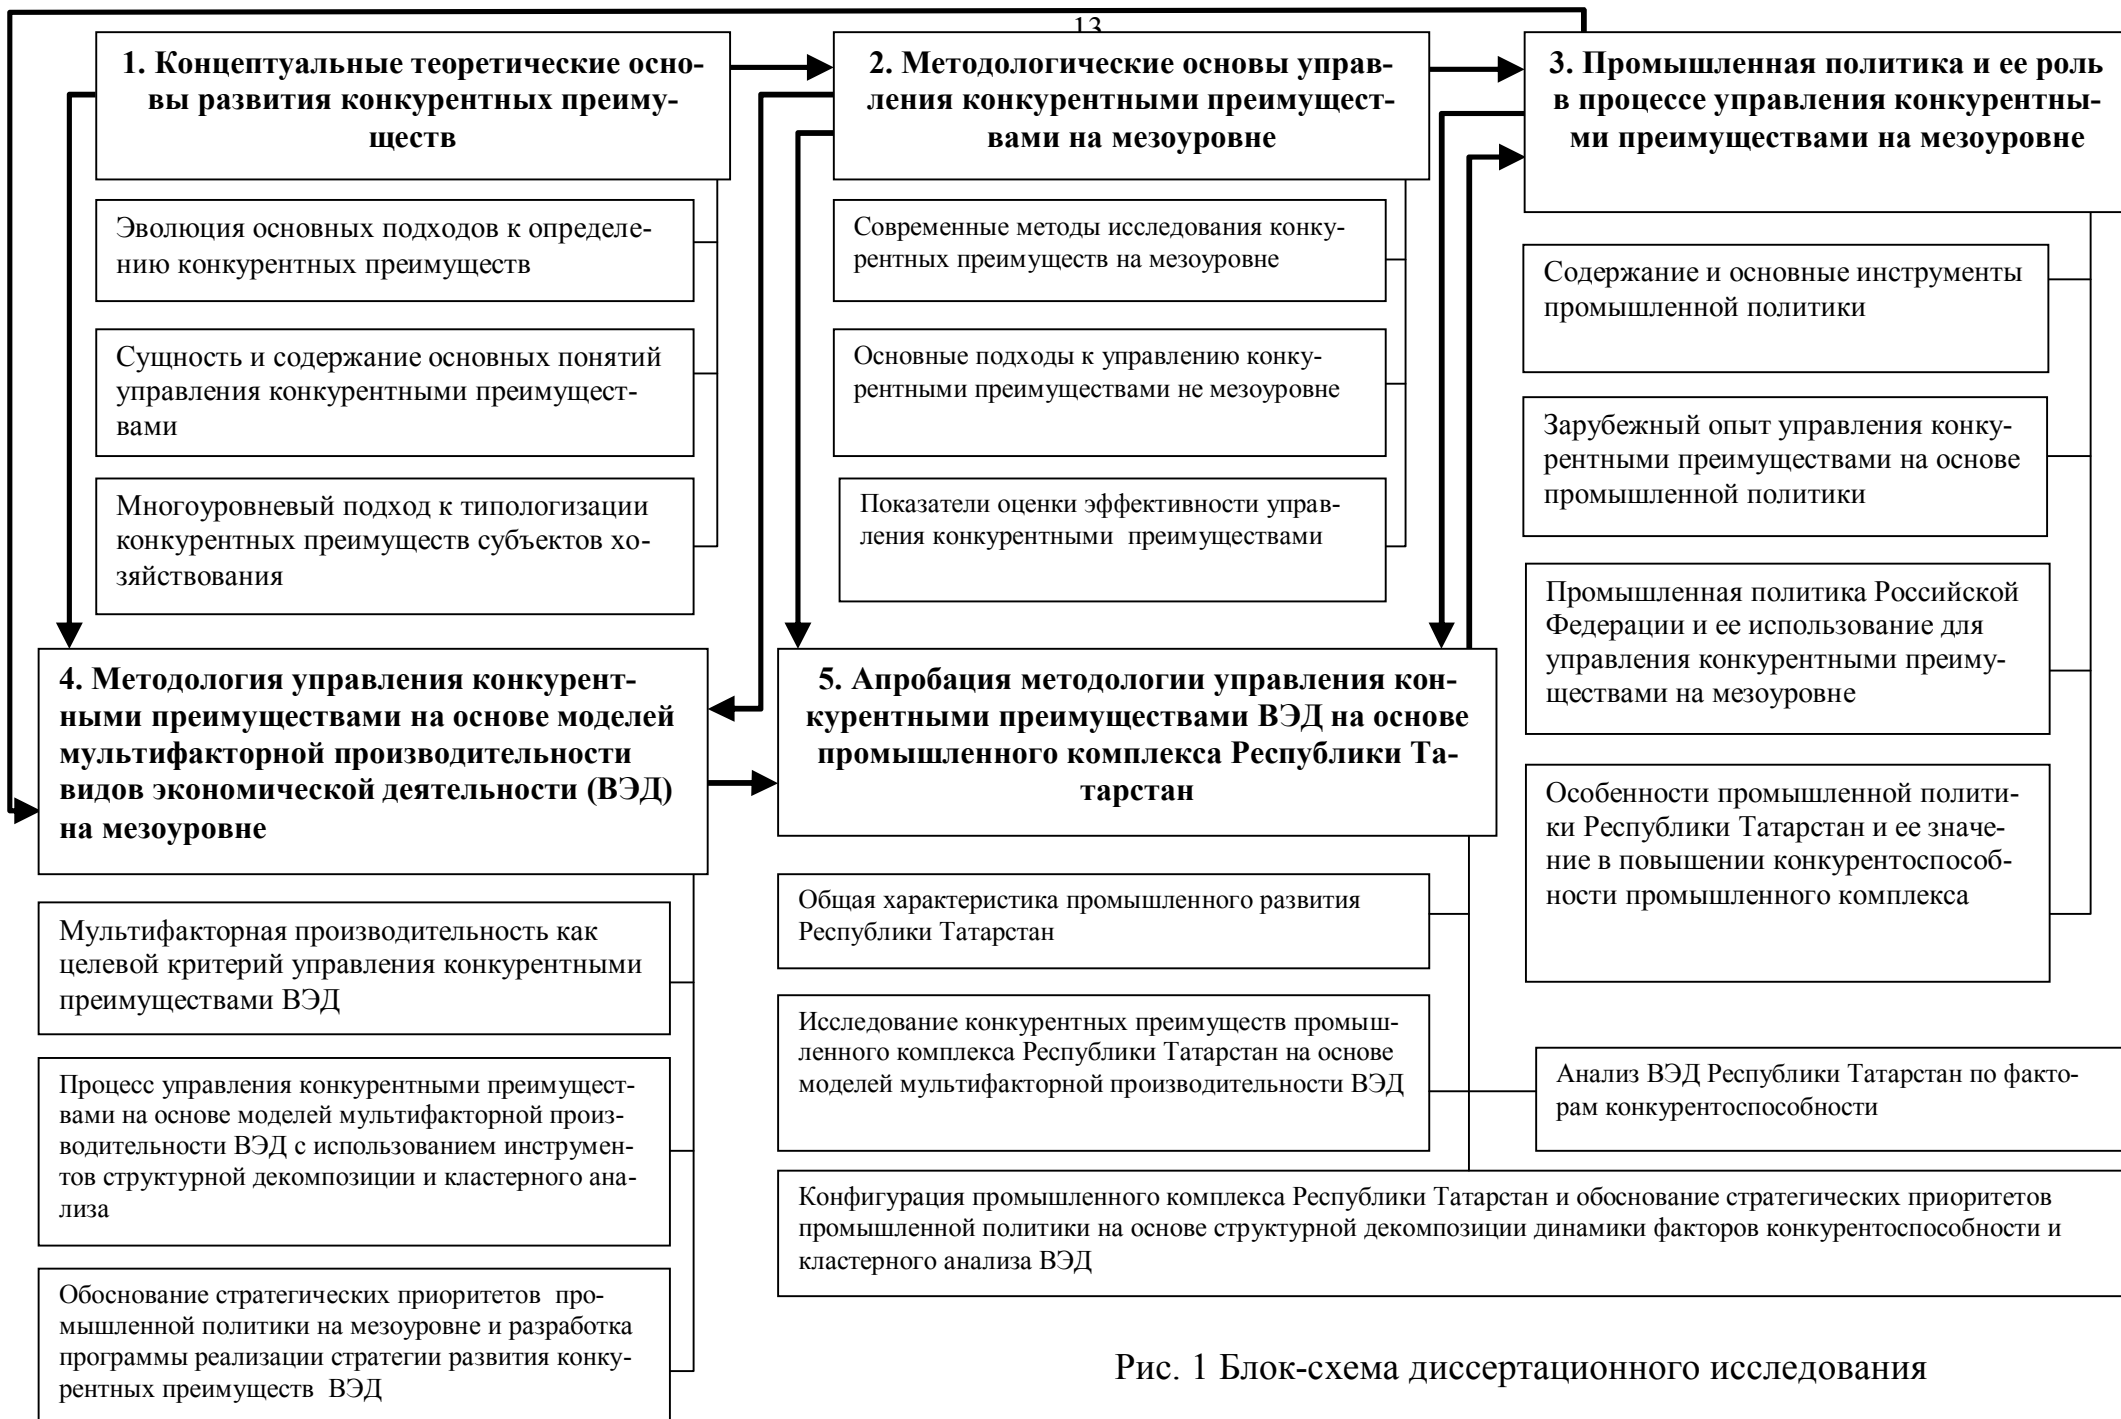 13
1. Концептуальные теоретические осно-
вы развития конкурентных преиму-
ществ
2. Методологические основы управ-
ления конкурентными преимущест-
вами на мезоуровне
3. Промышленная политика и ее роль
в процессе управления конкурентны-
ми преимуществами на мезоуровне
Эволюция основных подходов к определе-
нию конкурентных преимуществ
Сущность и содержание основных понятий
управления конкурентными преимущест-
вами
Многоуровневый подход к типологизации
конкурентных преимуществ субъектов хо-
зяйствования
Современные методы исследования конку-
рентных преимуществ на мезоуровне
Основные подходы к управлению конку-
рентными преимуществами не мезоуровне
Показатели оценки эффективности управ-
ления конкурентными  преимуществами
Содержание и основные инструменты
промышленной политики
Зарубежный опыт управления конку-
рентными преимуществами на основе
промышленной политики
Промышленная политика Российской
Федерации и ее использование для
управления конкурентными преиму-
ществами на мезоуровне
Особенности промышленной полити-
ки Республики Татарстан и ее значе-
ние в повышении конкурентоспособ-
ности промышленного комплекса
4. Методология управления конкурент-
ными преимуществами на основе моделей
мультифакторной производительности
видов экономической деятельности (ВЭД)
на мезоуровне
5. Апробация методологии управления кон-
курентными преимуществами ВЭД на основе
промышленного комплекса Республики Та-
тарстан
Мультифакторная производительность как
целевой критерий управления конкурентными
преимуществами ВЭД
Процесс управления конкурентными преимущест-
вами на основе моделей мультифакторной произ-
водительности ВЭД с использованием инструмен-
тов структурной декомпозиции и кластерного ана-
лиза
Обоснование стратегических приоритетов  про-
мышленной политики на мезоуровне и разработка
программы реализации стратегии развития конку-
рентных преимуществ  ВЭД
Общая характеристика промышленного развития
Республики Татарстан
Исследование конкурентных преимуществ промыш-
ленного комплекса Республики Татарстан на основе
моделей мультифакторной производительности ВЭД
Анализ ВЭД Республики Татарстан по факто-
рам конкурентоспособности
Конфигурация промышленного комплекса Республики Татарстан и обоснование стратегических приоритетов
промышленной политики на основе структурной декомпозиции динамики факторов конкурентоспособности и
кластерного анализа ВЭД
Рис. 1 Блок-схема диссертационного исследования